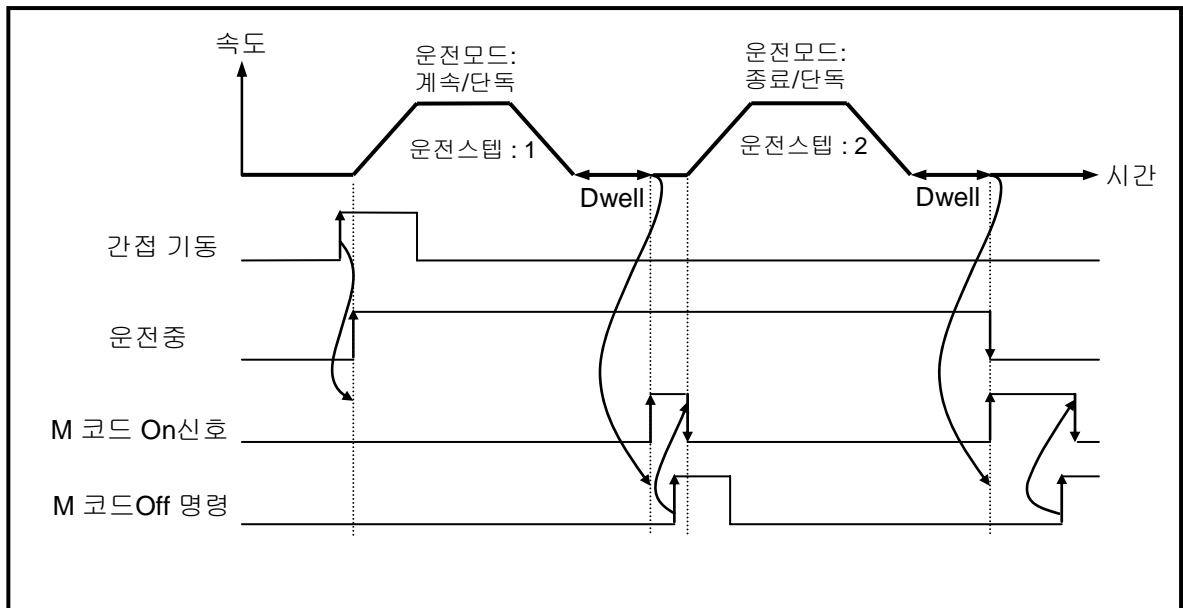 속도
운전모드:
계속/단독
운전모드:
종료/단독
운전스텝 : 1
운전스텝 : 2
시간
Dwell
Dwell
간접 기동
운전중
M 코드 On신호
M 코드Off 명령